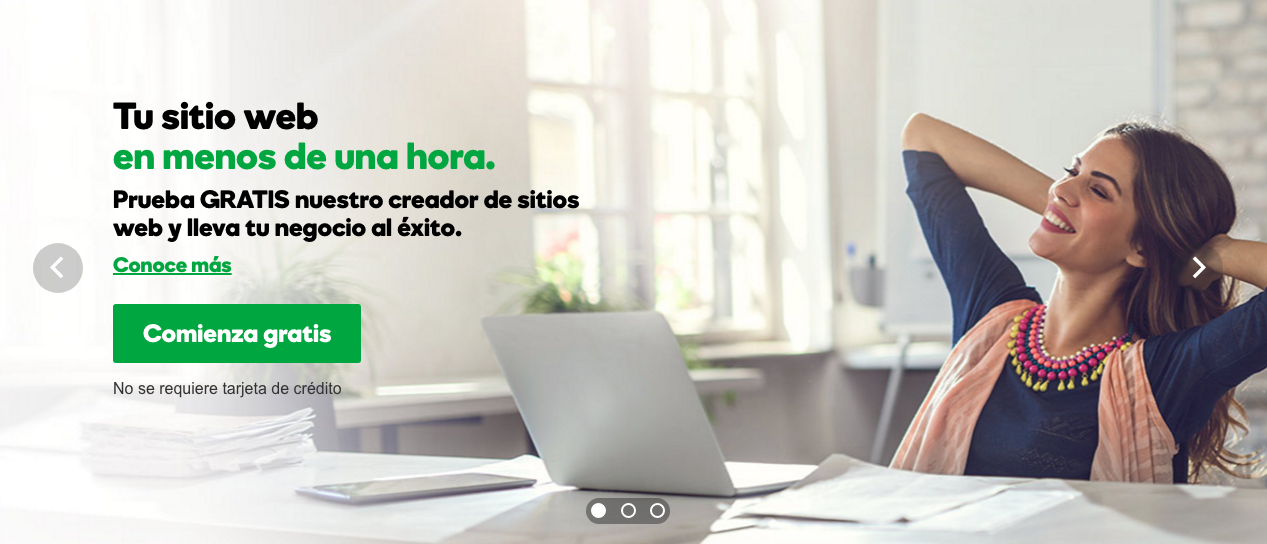 Tu sitio web
en menos de una hora.
Prueba GRATIS nuestro creador de sitios
web y lleva tu negocio al éxito.
Conoce más
Comienza gratis
No se requiere tarjeta de crédito